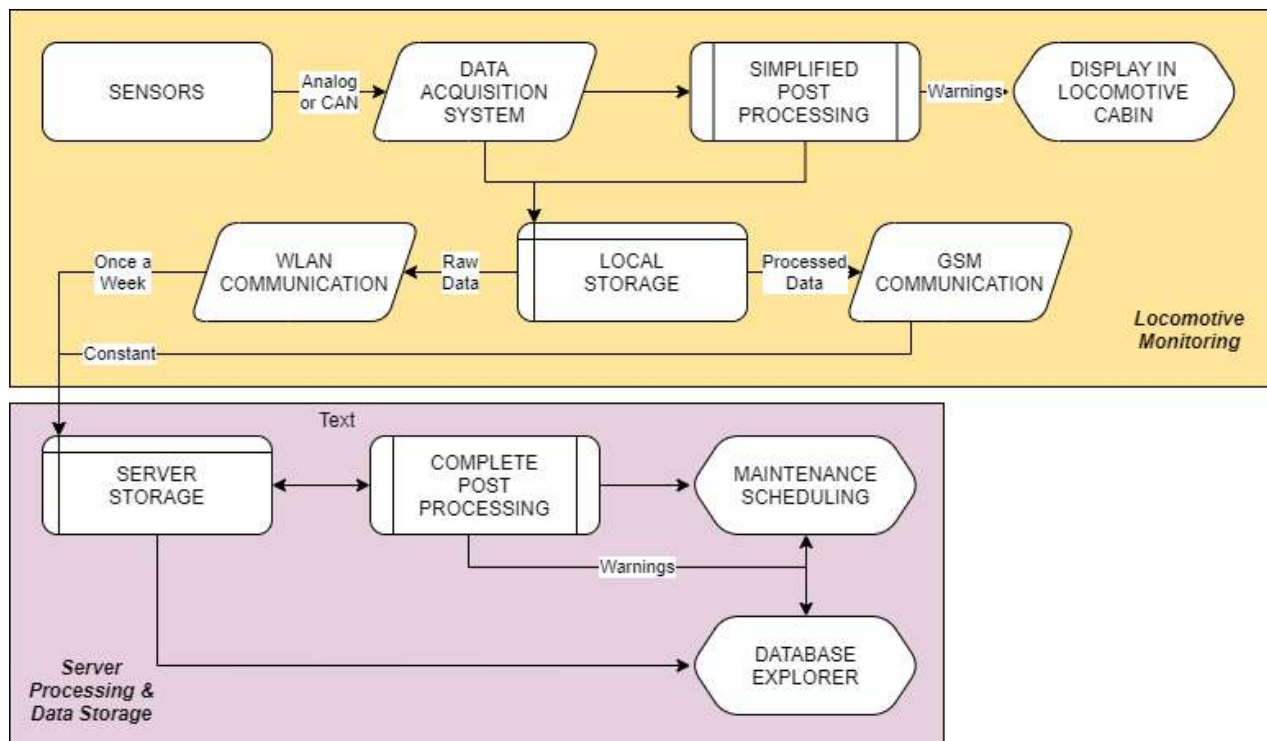 SENSORS
Analog
or CAN
DATA
ACQUISITION
SYSTEM
SIMPLIFIED
POST
PROCESSING
Warnings
DISPLAY IN
LOCOMOTIVE
CABIN
Once a
Week
WLAN
COMMUNICATION
Raw
Data
LOCAL
STORAGE
Processed
Data
GSM
COMMUNICATION
Locomotive
Monitoring
Constant
Text
SERVER
STORAGE
COMPLETE
POST
PROCESSING
MAINTENANCE
SCHEDULING
Warnings
DATABASE
EXPLORER
Server
Processing &
Data Storage